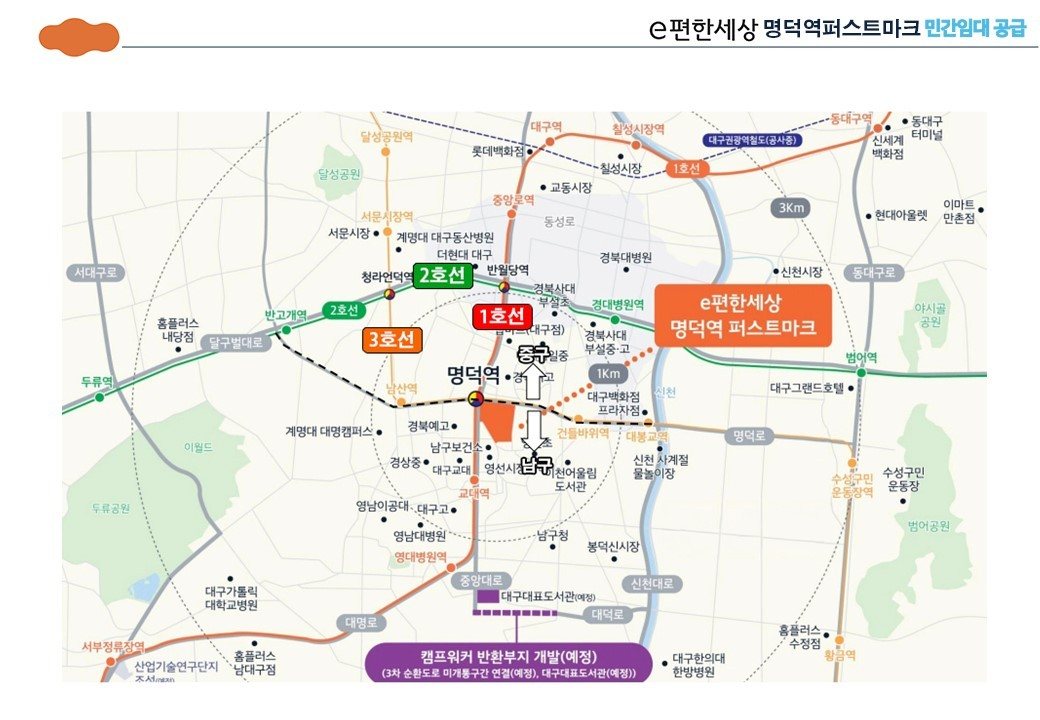 e편한세상 명덕역퍼스트마크 민간임대 공급
달성공원역
대구역
칠성시장역
대구권광역철도(공사중)
동대구역
동대구
터미널
신세계
백화점
롯데백화점
칠성시장
1호선
달성공원
교동시장
중앙로역
3Km
이마트
만촌점
현대아울렛
서문시장역
동성로
서문시장
계명대 대구동산병원
더현대 대구
경북대병원
서대구로
청라언덕역
2호선
반월당역
신천시장
동대구로
경북사대
부설초
경대병원역
e편한세상
명덕역 퍼스트마크
야시골
공원
2호선
반고개역
1호선
홈플러스
내당점
달구벌대로
3호선
(대구점)
경북사대
부설중·고
중구
범어역
두류역
명덕역
1Km
대구그랜드호텔
남산역
대구백화점
프라자점
신천
경북예고
건들바위역
대봉교역
명덕로
계명대 대명캠퍼스
이월드
남구보건소
경상중
대구교대
영선시장
남구
이천어울림
도서관
신천 사계절
물놀이장
수성구민
운동장역
수성구민
운동장
교대역
두류공원
영남이공대
대구고
영남대병원
범어공원
남구청
봉덕신시장
영대병원역
중앙대로
신천대로
대구가톨릭
대학교병원
대구대표도서관(예정)
대덕로
대명로
서부정류장역
홈플러스
남대구점
홈플러스
수정점
황금역
캠프워커 반환부지 개발(예정)
(3차 순환도로 미개통구간 연결(예정), 대구대표도서관(예정))
산업기술연구단지
조성(예정)
대구한의대
한방병원